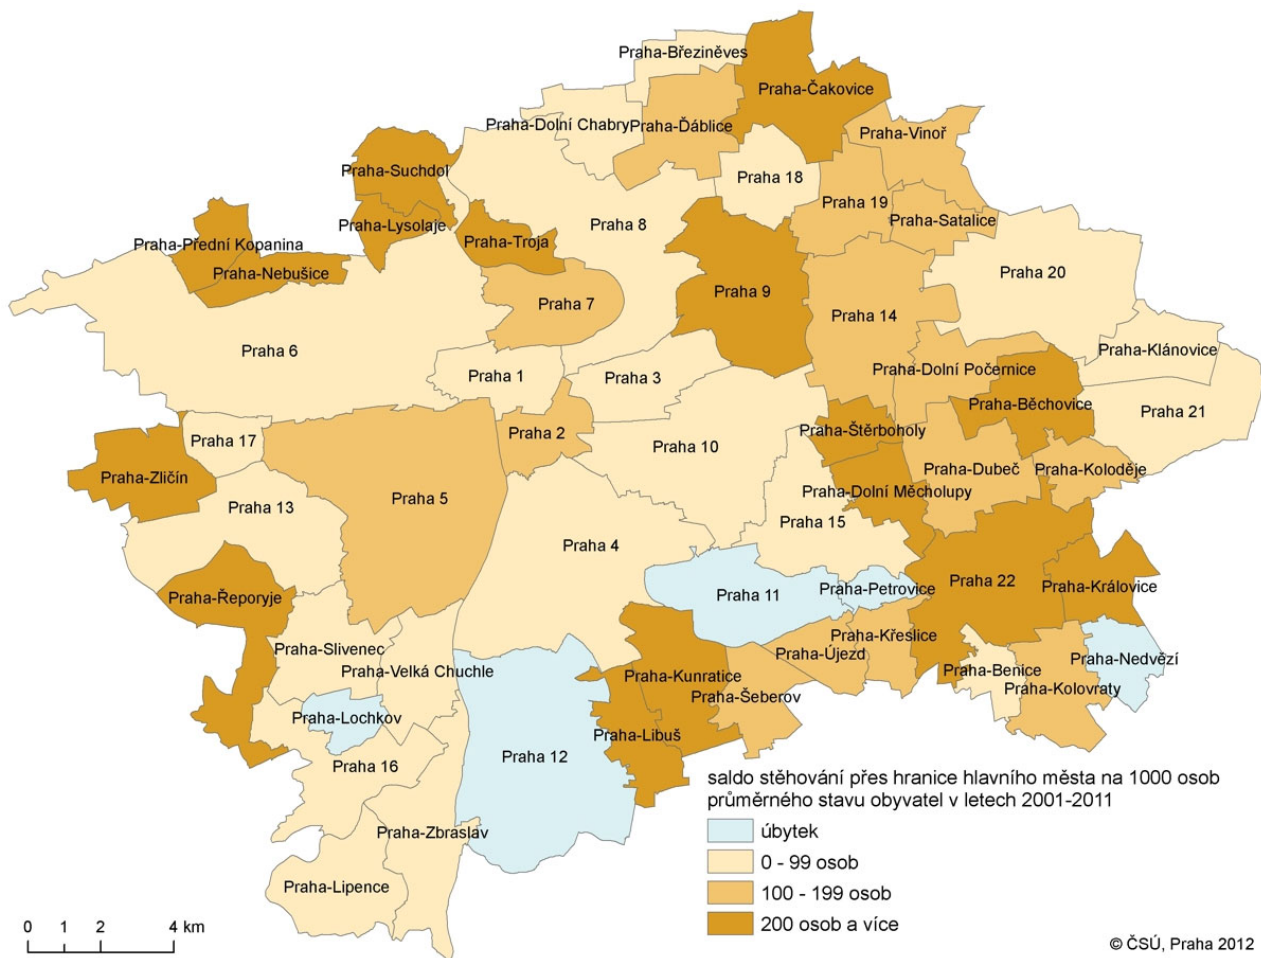 Praha-Březiněves
Praha-Čakovice
Praha-Dolní Chabry
Praha-Ďáblice
Praha-Vinoř
Praha-Suchdol
Praha 18
Praha 19
Praha-Satalice
Praha-Lysolaje
Praha 8
Praha-Troja
Praha-Přední Kopanina
Praha-Nebušice
Praha 20
Praha 9
Praha 7
Praha 14
Praha 6
Praha-Klánovice
Praha 1
Praha 3
Praha-Dolní Počernice
Praha-Běchovice
Praha 21
Praha 17
Praha 2
Praha-Štěrboholy
Praha 10
Praha-Zličín
Praha-Dubeč
Praha-Koloděje
Praha 5
Praha-Dolní Měcholupy
Praha 13
Praha 15
Praha 4
Praha 22
Praha-Královice
Praha-Petrovice
Praha 11
Praha-Řeporyje
Praha-Křeslice
Praha-Slivenec
Praha-Újezd
Praha-Nedvězí
Praha-Velká Chuchle
Praha-Benice
Praha-Kunratice
Praha-Kolovraty
Praha-Šeberov
Praha-Lochkov
Praha-Libuš
Praha 12
Praha 16
Praha-Zbraslav
Praha-Lipence
saldo stěhování přes hranice hlavního města na 1000 osob
průměrného stavu obyvatel v letech 2001-2011
úbytek
0 - 99 osob
100 - 199 osob
200 osob a více
0 1 2 4 km
© ČSÚ, Praha 2012